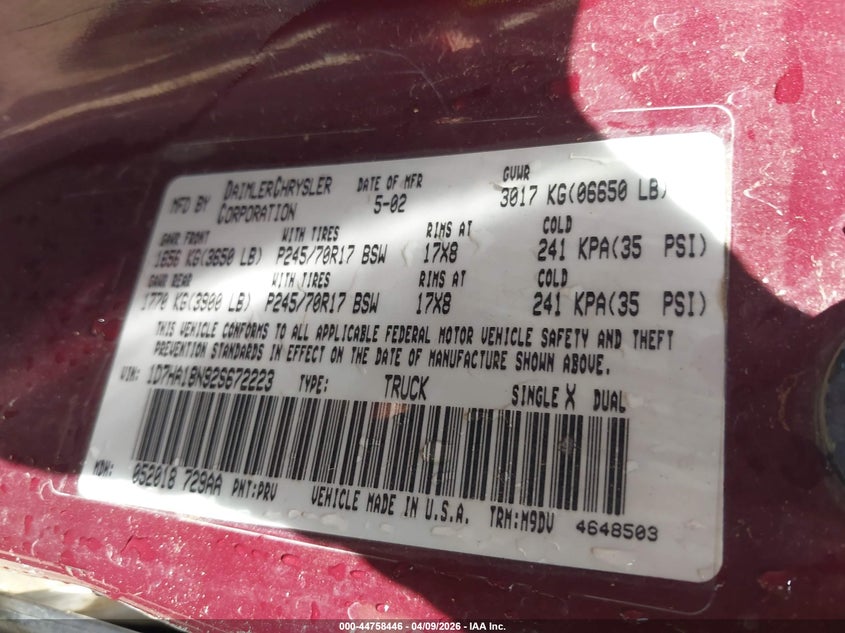 MFD BY DAIMLERCHRYSLER CORPORATION DATE OF MFR 5-02 GVWR 3017 KG(06650 LB)
GAWR FRONT WITH TIRES RIMS AT COLD
1656 KG(3650 LB) P245/70R17 BSW 17X8 241 KPA(35 PSI)
GAWR REAR WITH TIRES RIMS AT COLD
1770 KG(3900 LB) P245/70R17 BSW 17X8 241 KPA(35 PSI)
THIS VEHICLE CONFORMS TO ALL APPLICABLE FEDERAL MOTOR VEHICLE SAFETY AND THEFT
PREVENTION STANDARDS IN EFFECT ON THE DATE OF MANUFACTURE SHOWN ABOVE.
VIN: 1D7HA18N92S672223 TYPE: TRUCK SINGLE X DUAL
MDH: 052018 729AA PNT:PRV VEHICLE MADE IN U.S.A. TRM:M9DV 4648503
000-44758446 - 04/09/2026 - IAA Inc.